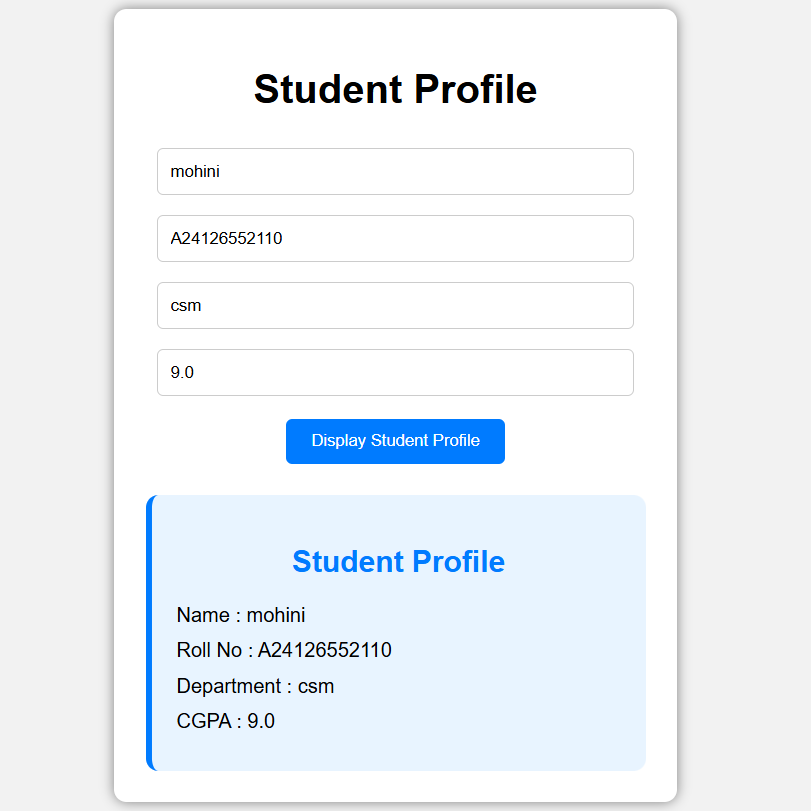 Student Profile
mohini
A24126552110
csm
9.0
Display Student Profile
Student Profile
Name : mohini
Roll No : A24126552110
Department : csm
CGPA : 9.0